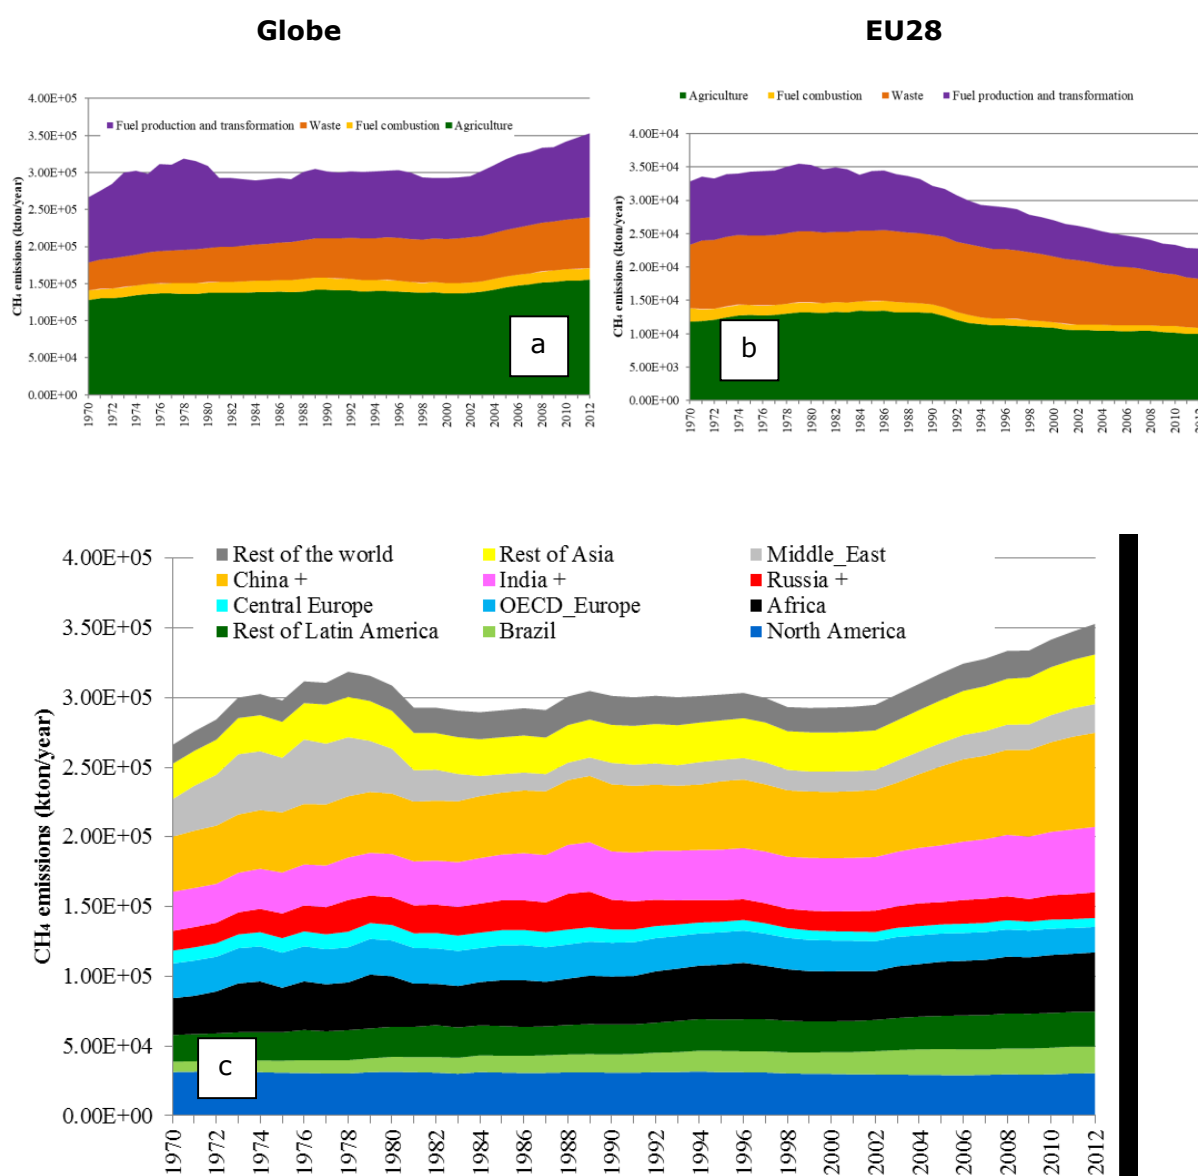 Globe
EU28
4.00E+05
3.50E+05
3.00E+05
2.50E+05
2.00E+05
1.50E+05
1.00E+05
5.00E+04
0.00E+00
CH₄ emissions (kton/year)
Fuel production and transformation Waste Fuel combustion Agriculture
a
1970 1972 1974 1976 1978 1980 1982 1984 1986 1988 1990 1992 1994 1996 1998 2000 2002 2004 2006 2008 2010 2012
Agriculture Fuel combustion Waste Fuel production and transformation
4.00E+04
3.50E+04
3.00E+04
2.50E+04
2.00E+04
1.50E+04
1.00E+04
5.00E+03
0.00E+00
CH₄ emissions (kton/year)
b
1970 1972 1974 1976 1978 1980 1982 1984 1986 1988 1990 1992 1994 1996 1998 2000 2002 2004 2006 2008 2010 2012
Rest of the world Rest of Asia Middle_East
China + India + Russia +
Central Europe OECD_Europe Africa
Rest of Latin America Brazil North America
4.00E+05
3.50E+05
3.00E+05
2.50E+05
2.00E+05
1.50E+05
1.00E+05
5.00E+04
0.00E+00
CH4 emissions (kton/year)
c
1970 1972 1974 1976 1978 1980 1982 1984 1986 1988 1990 1992 1994 1996 1998 2000 2002 2004 2006 2008 2010 2012